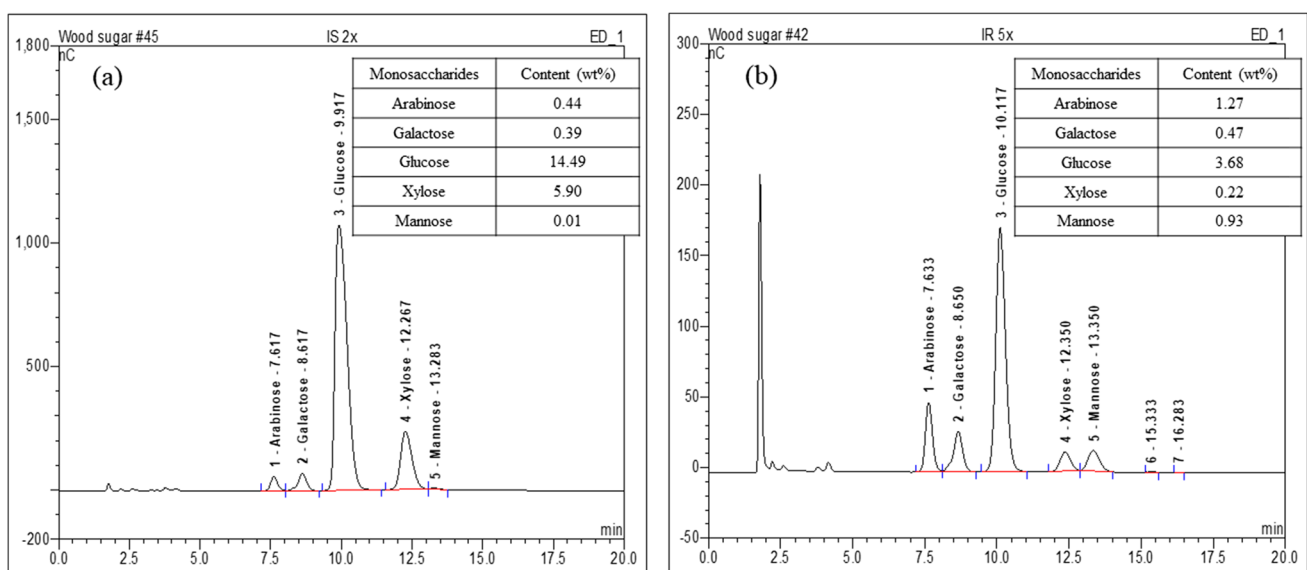 Wood sugar #45 IS 2x ED_1
nC
(a)
Monosaccharides Content (wt%)
Arabinose 0.44
Galactose 0.39
Glucose 14.49
Xylose 5.90
Mannose 0.01
1,800
1,500
1,000
500
-200
1 - Arabinose - 7.617
2 - Galactose - 8.617
3 - Glucose - 9.917
4 - Xylose - 12.267
5 - Mannose - 13.283
min
0.0 2.5 5.0 7.5 10.0 12.5 15.0 17.5 20.0
Wood sugar #42 IR 5x ED_1
nC
(b)
Monosaccharides Content (wt%)
Arabinose 1.27
Galactose 0.47
Glucose 3.68
Xylose 0.22
Mannose 0.93
300
250
200
150
100
50
0
-50
1 - Arabinose - 7.633
2 - Galactose - 8.650
3 - Glucose - 10.117
4 - Xylose - 12.350
5 - Mannose - 13.350
6 - 15.333
7 - 16.283
min
0.0 2.5 5.0 7.5 10.0 12.5 15.0 17.5 20.0